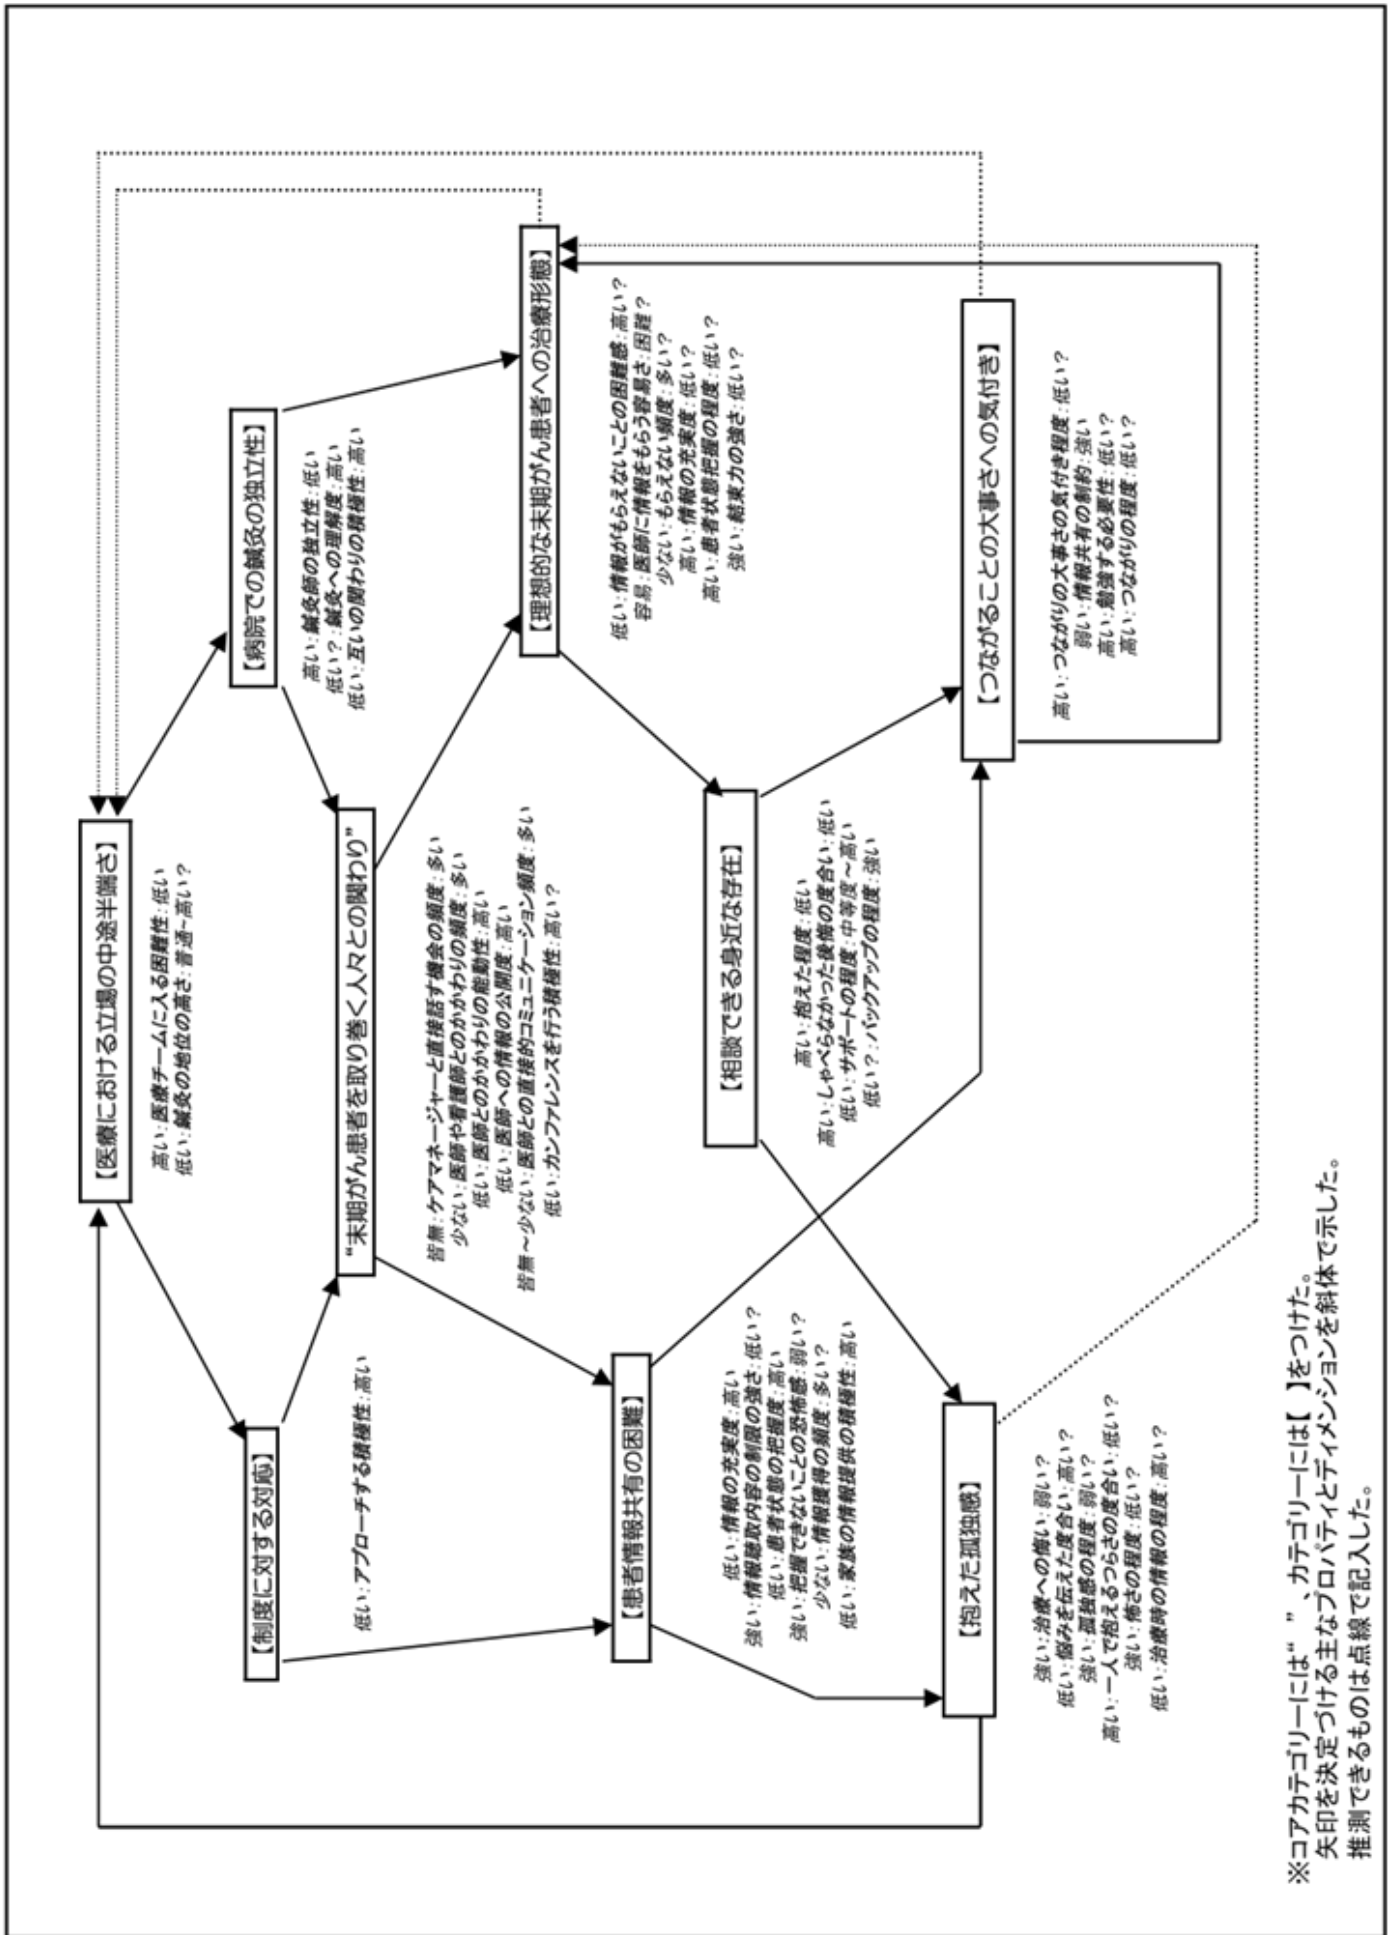 【医療における立場の中途半端さ】
高い：医療チームに入る困難性：低い
低い：鍼灸の地位の高さ：普通~高い？
【制度に対する対応】
低い：アプローチする積極性：高い
【病院での鍼灸の独立性】
高い：鍼灸師の独立性：低い
低い？：鍼灸への理解度：高い
低い：互いの関わりの積極性：高い
“末期がん患者を取り巻く人々との関わり”
皆無：ケアマネージャーと直接話す機会の頻度：多い
少ない：医師や看護師とのかかわりの頻度：多い
低い：医師とのかかわりの能動性：高い
低い：医師への情報の公開度：高い
皆無～少ない：医師との直接的コミュニケーション頻度：多い
低い：カンファレンスを行う積極性：高い？
【理想的な末期がん患者への治療形態】
低い：情報がもらえないことの困難感：高い？
容易：医師に情報をもらう容易さ：困難？
少ない：もらえない頻度：多い？
高い：情報の充実度：低い？
高い：患者状態把握の程度：低い？
強い：結束力の強さ：低い？
【患者情報共有の困難】
低い：情報の充実度：高い
強い：情報聴取内容の制限の強さ：低い？
低い：患者状態の把握度：高い
強い：把握できないことの恐怖感：弱い？
少ない：情報獲得の頻度：多い？
低い：家族の情報提供の積極性：高い
【相談できる身近な存在】
高い：抱えた程度：低い
高い：しゃべらなかった後悔の度合い：低い
低い：サポートの程度：中等度～高い
低い？：バックアップの程度：強い
【抱えた孤独感】
強い：治療への悔い：弱い？
低い：悩みを伝えた度合い：高い？
強い：孤独感の程度：弱い？
高い：一人で抱えるつらさの度合い：低い？
強い：怖さの程度：低い？
低い：治療時の情報の程度：高い？
【つながることの大事さへの気付き】
高い：つながりの大事さの気付き程度：低い？
弱い：情報共有の制約：強い
高い：勉強する必要性：低い？
高い：つながりの程度：低い？
※コアカテゴリーには“ ”、カテゴリーには【 】をつけた。
矢印を決定づける主なプロパティとディメンションを斜体で示した。
推測できるものは点線で記入した。